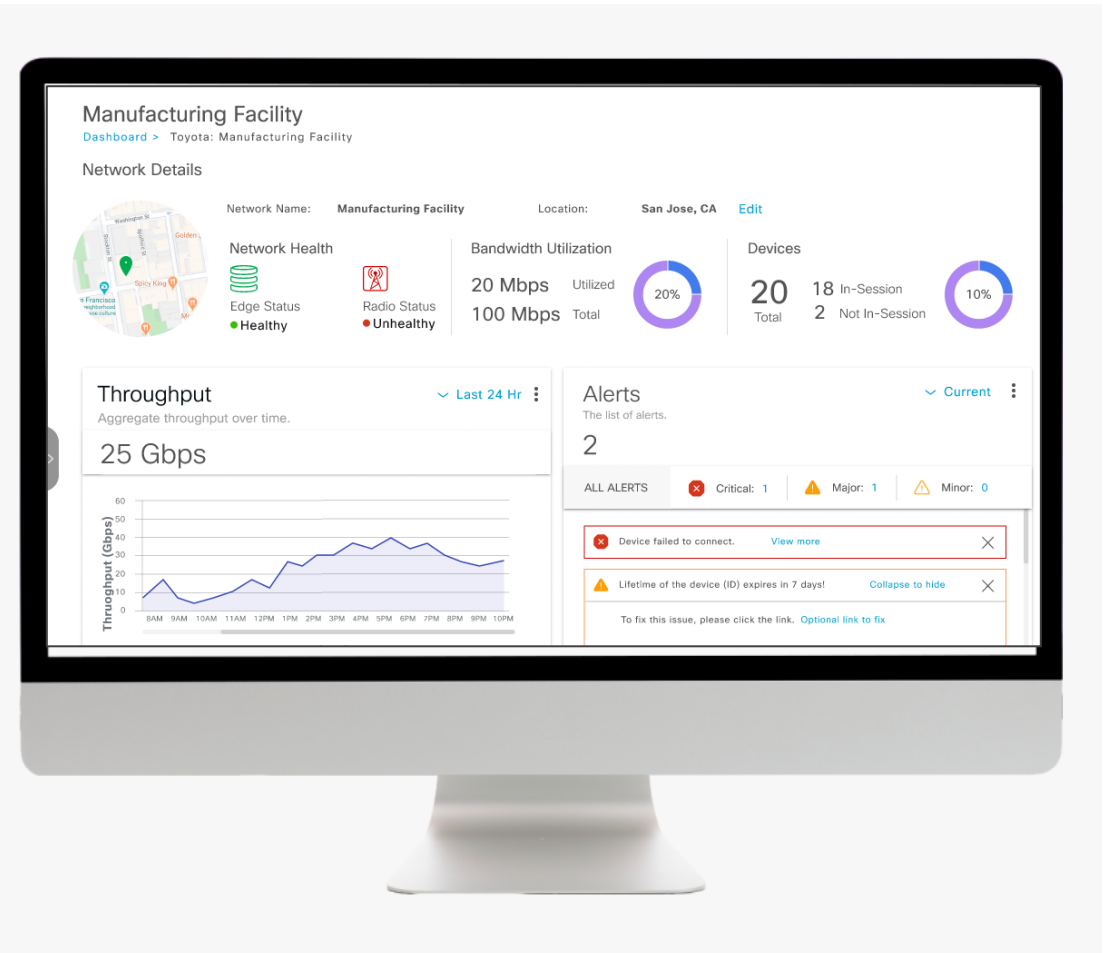 Manufacturing Facility
Dashboard > Toyota: Manufacturing Facility
Network Details
Network Name: Manufacturing Facility Location: San Jose, CA Edit
Washington St
Golden
Spicy King
Network Health
Edge Status
Healthy
Radio Status
Unhealthy
Bandwidth Utilization
20 Mbps Utilized
100 Mbps Total
20%
Devices
20 Total
18 In-Session
2 Not In-Session
10%
Throughput
Last 24 Hr
Aggregate throughput over time.
25 Gbps
Thruoghput (Gbps)
60
50
40
30
20
10
0
8AM 9AM 10AM 11AM 12PM 1PM 2PM 3PM 4PM 5PM 6PM 7PM 8PM 9PM 10PM
Alerts
Current
The list of alerts.
2
ALL ALERTS Critical: 1 Major: 1 Minor: 0
Device failed to connect. View more
Lifetime of the device (ID) expires in 7 days! Collapse to hide
To fix this issue, please click the link. Optional link to fix